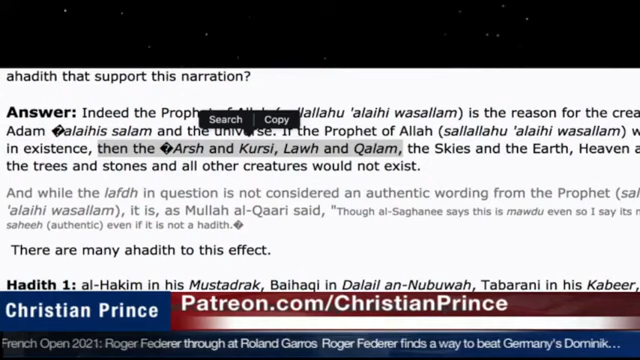 ahadith that support this narration?
Search Copy
Answer: Indeed the Prophet of Allah (sallallahu 'alaihi wasallam) is the reason for the crea
Adam �alaihis salam and the universe. If the Prophet of Allah (sallallahu 'alaihi wasallam) w
in existence, then the �Arsh and Kursi, Lawh and Qalam, the Skies and the Earth, Heaven a
the trees and stones and all other creatures would not exist.
And while the lafdh in question is not considered an authentic wording from the Prophet (sal
'alaihi wasallam), it is, as Mullah al-Qaari said, "Though al-Saghanee says this is mawdu even so I say its m
saheeh (authentic) even if it is not a hadith.�
There are many ahadith to this effect.
Hadith 1: al-Hakim in his Mustadrak, Baihaqi in Dalail an-Nubuwah, Tabarani in his Kabeer,
Christian Prince
Patreon.com/ChristianPrince
French Open 2021: Roger Federer through at Roland Garros Roger Federer finds a way to beat Germany's Dominik...